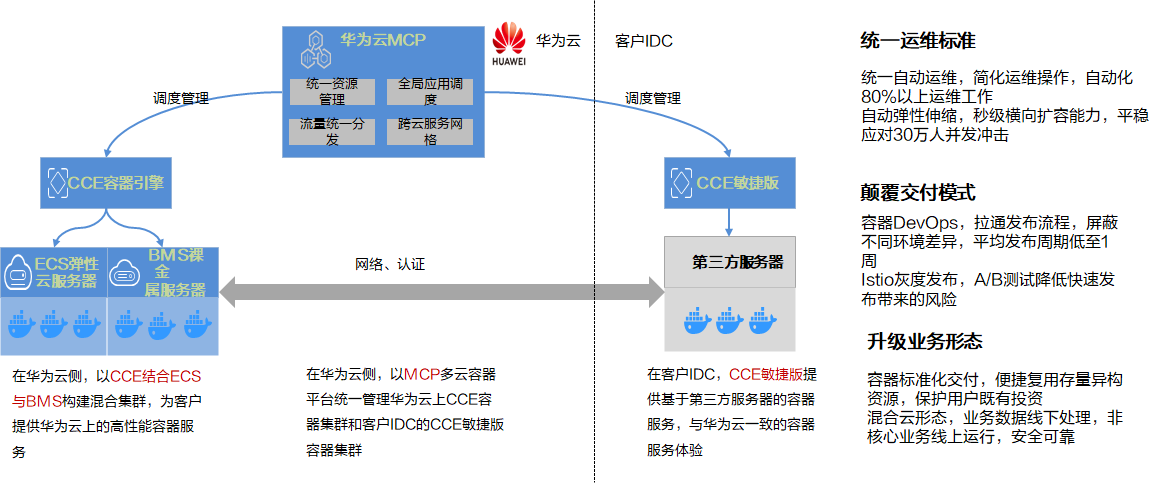 华为云MCP
统一资源
管理
全局应用调
度
流量统一分
发
跨云服务网
格
HUAWEI
华为云
客户IDC
调度管理
调度管理
CCE容器引擎
CCE敏捷版
ECS弹性
云服务器
BMS裸
金
属服务器
第三方服务器
网络、认证
在华为云侧，以CCE结合ECS
与BMS构建混合集群，为客户
提供华为云上的高性能容器服
务
在华为云侧，以MCP多云容器
平台统一管理华为云上CCE容
器集群和客户IDC的CCE敏捷版
容器集群
在客户IDC，CCE敏捷版提
供基于第三方服务器的容器
服务，与华为云一致的容器
服务体验
统一运维标准
统一自动运维，简化运维操作，自动化
80%以上运维工作
自动弹性伸缩，秒级横向扩容能力，平稳
应对30万人并发冲击
颠覆交付模式
容器DevOps，拉通发布流程，屏蔽
不同环境差异，平均发布周期低至1
周
Istio灰度发布，A/B测试降低快速发
布带来的风险
升级业务形态
容器标准化交付，便捷复用存量异构
资源，保护用户既有投资
混合云形态，业务数据线下处理，非
核心业务线上运行，安全可靠